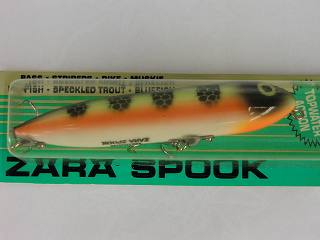 BASS · STRIPERS · PIKE · MUSKIE
FISH · SPECKLED TROUT · BLUEFISH
TOPWATER
ACTION
ZARA SPOOK